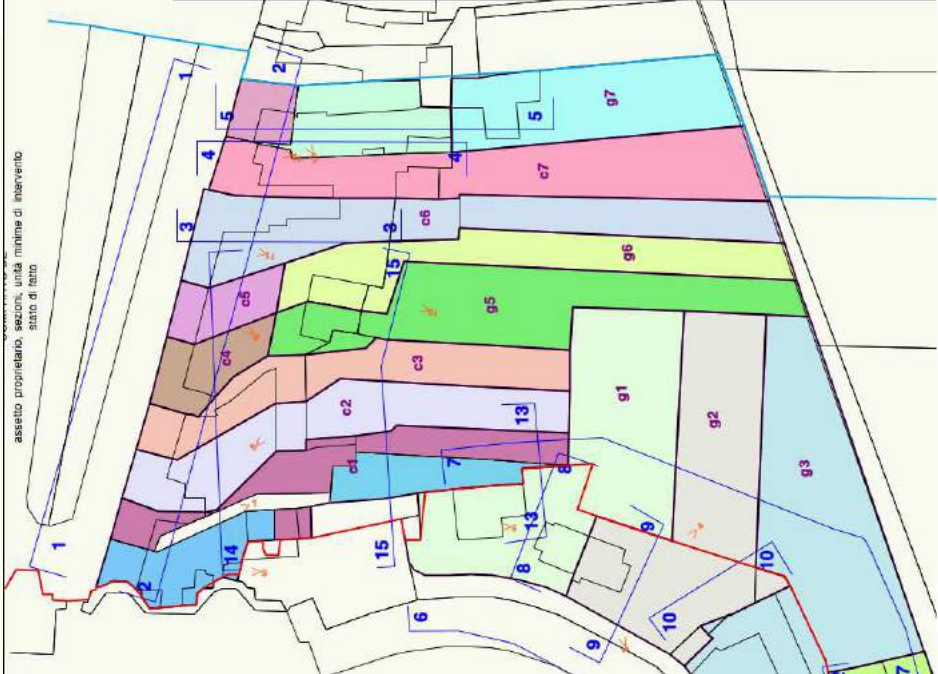 assetto proprietario, sezioni, unità minime di intervento
stato di fatto
1
1
2
5
4
3
5
g7
4
c7
c6
3
15
g6
c5
g5
c4
c3
c2
g1
13
g2
c1
7
8
g3
13
9
14
15
8
10
2
1
6
10
9
7